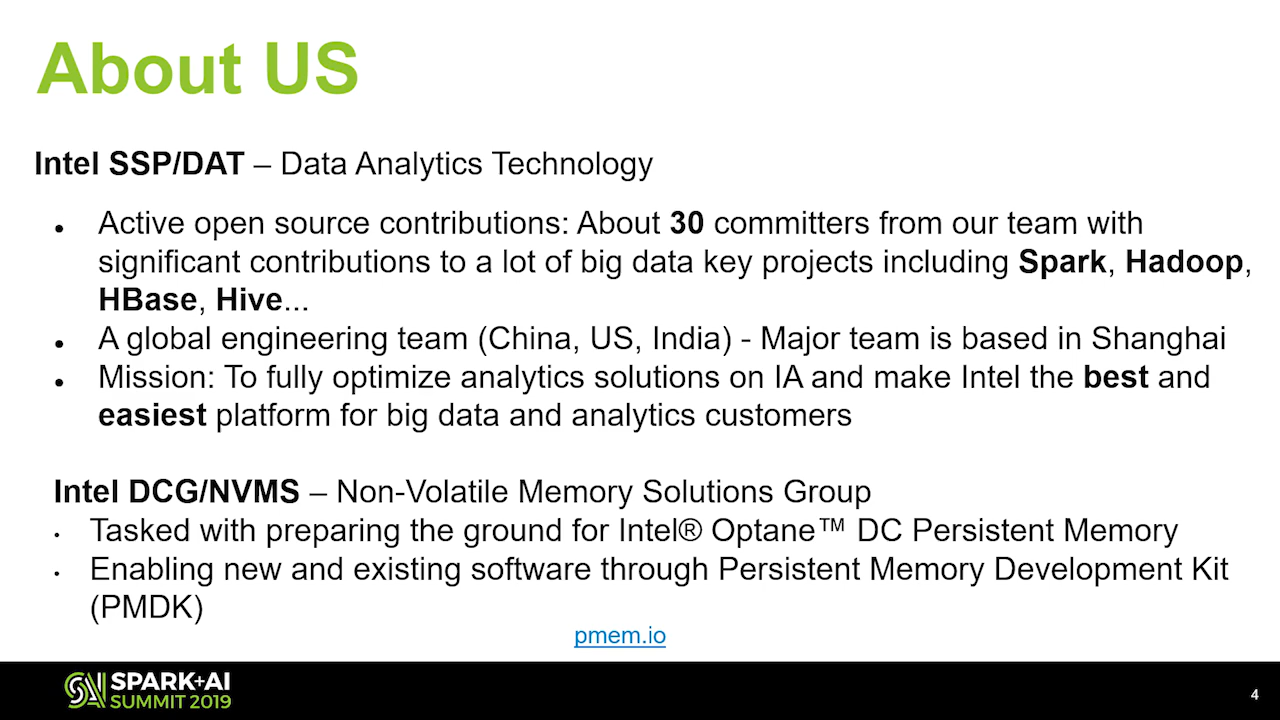 About US
Intel SSP/DAT – Data Analytics Technology
● Active open source contributions: About 30 committers from our team with
significant contributions to a lot of big data key projects including Spark, Hadoop,
HBase, Hive...
● A global engineering team (China, US, India) - Major team is based in Shanghai
● Mission: To fully optimize analytics solutions on IA and make Intel the best and
easiest platform for big data and analytics customers
Intel DCG/NVMS – Non-Volatile Memory Solutions Group
• Tasked with preparing the ground for Intel® Optane™ DC Persistent Memory
• Enabling new and existing software through Persistent Memory Development Kit
(PMDK)
pmem.io
SPARK+AI
SUMMIT 2019
4